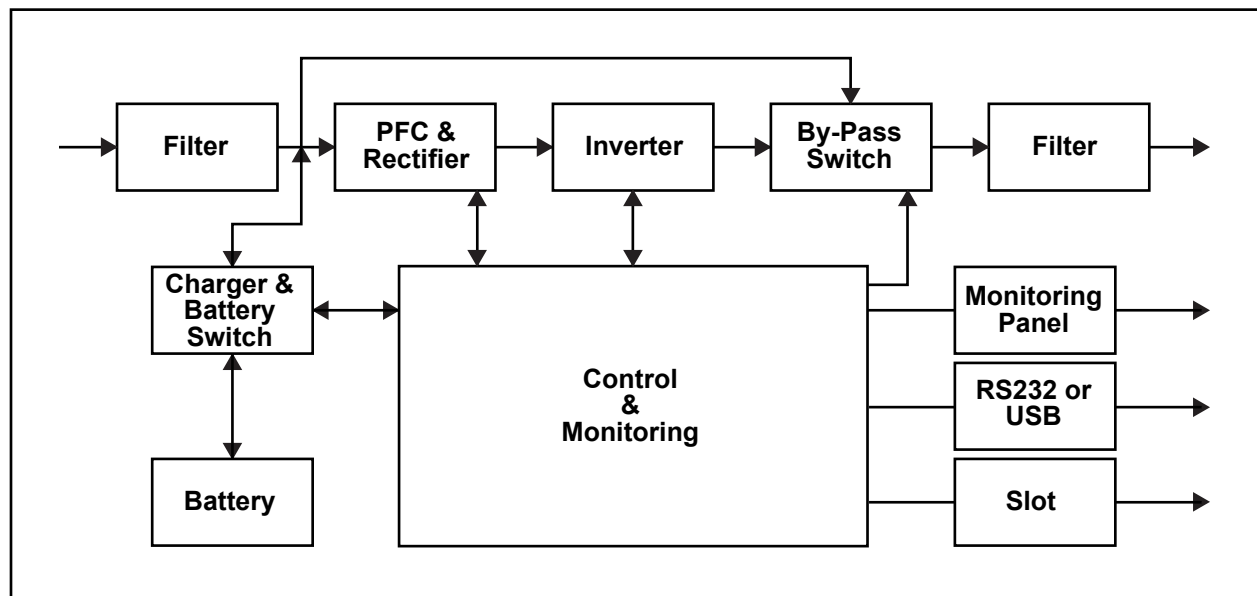 Filter
PFC &
Rectifier
Inverter
By-Pass
Switch
Filter
Charger &
Battery
Switch
Monitoring
Panel
Control
&
Monitoring
RS232 or
USB
Battery
Slot